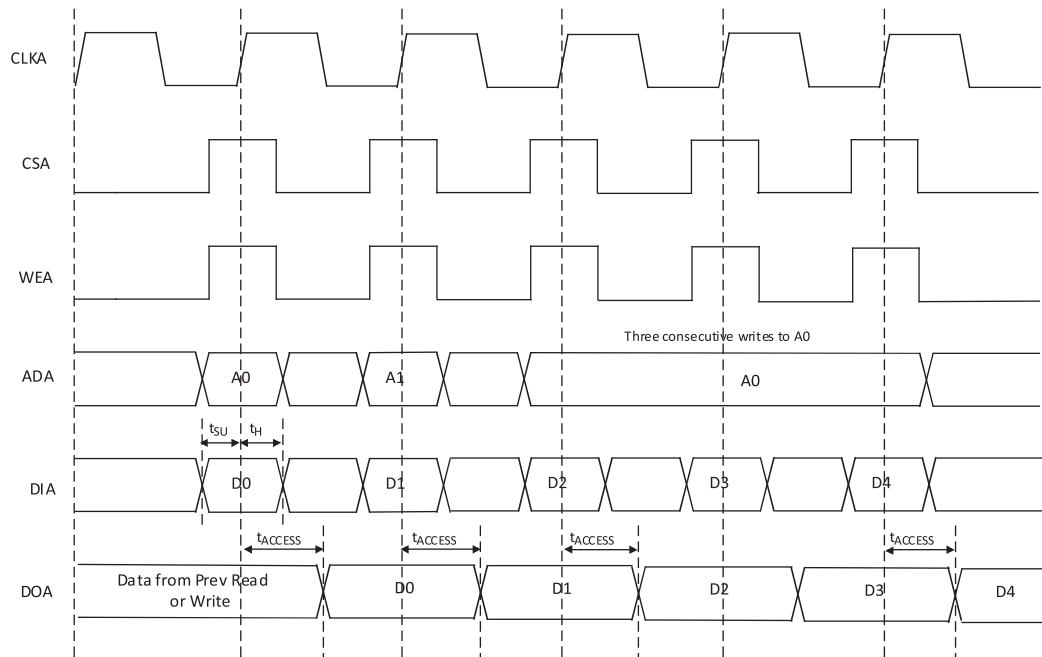 CLKA
CSA
WEA
Three consecutive writes to A0
ADA
A0
A1
A0
tSU
tH
DIA
D0
D1
D2
D3
D4
tACCESS
tACCESS
tACCESS
tACCESS
DOA
Data from Prev Read
or Write
D0
D1
D2
D3
D4